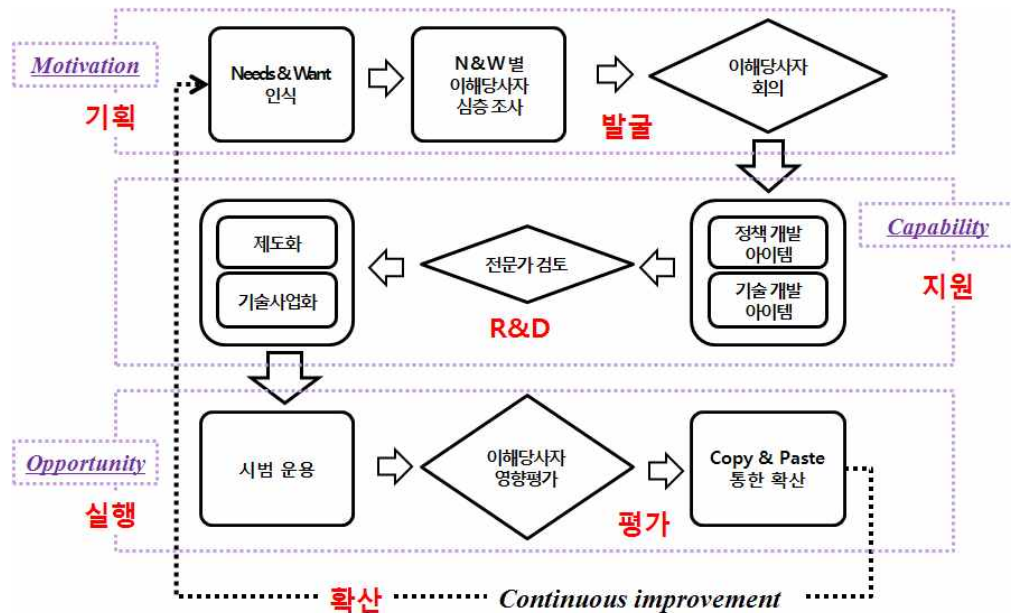 Motivation
기획
Needs & Want
인식
N&W 별
이해당사자
심층 조사
발굴
이해당사자
회의
제도화
기술사업화
전문가 검토
R&D
정책 개발
아이템
기술 개발
아이템
Capability
지원
Opportunity
실행
시범 운용
이해당사자
영향평가
평가
Copy & Paste
통한 확산
확산
Continuous improvement